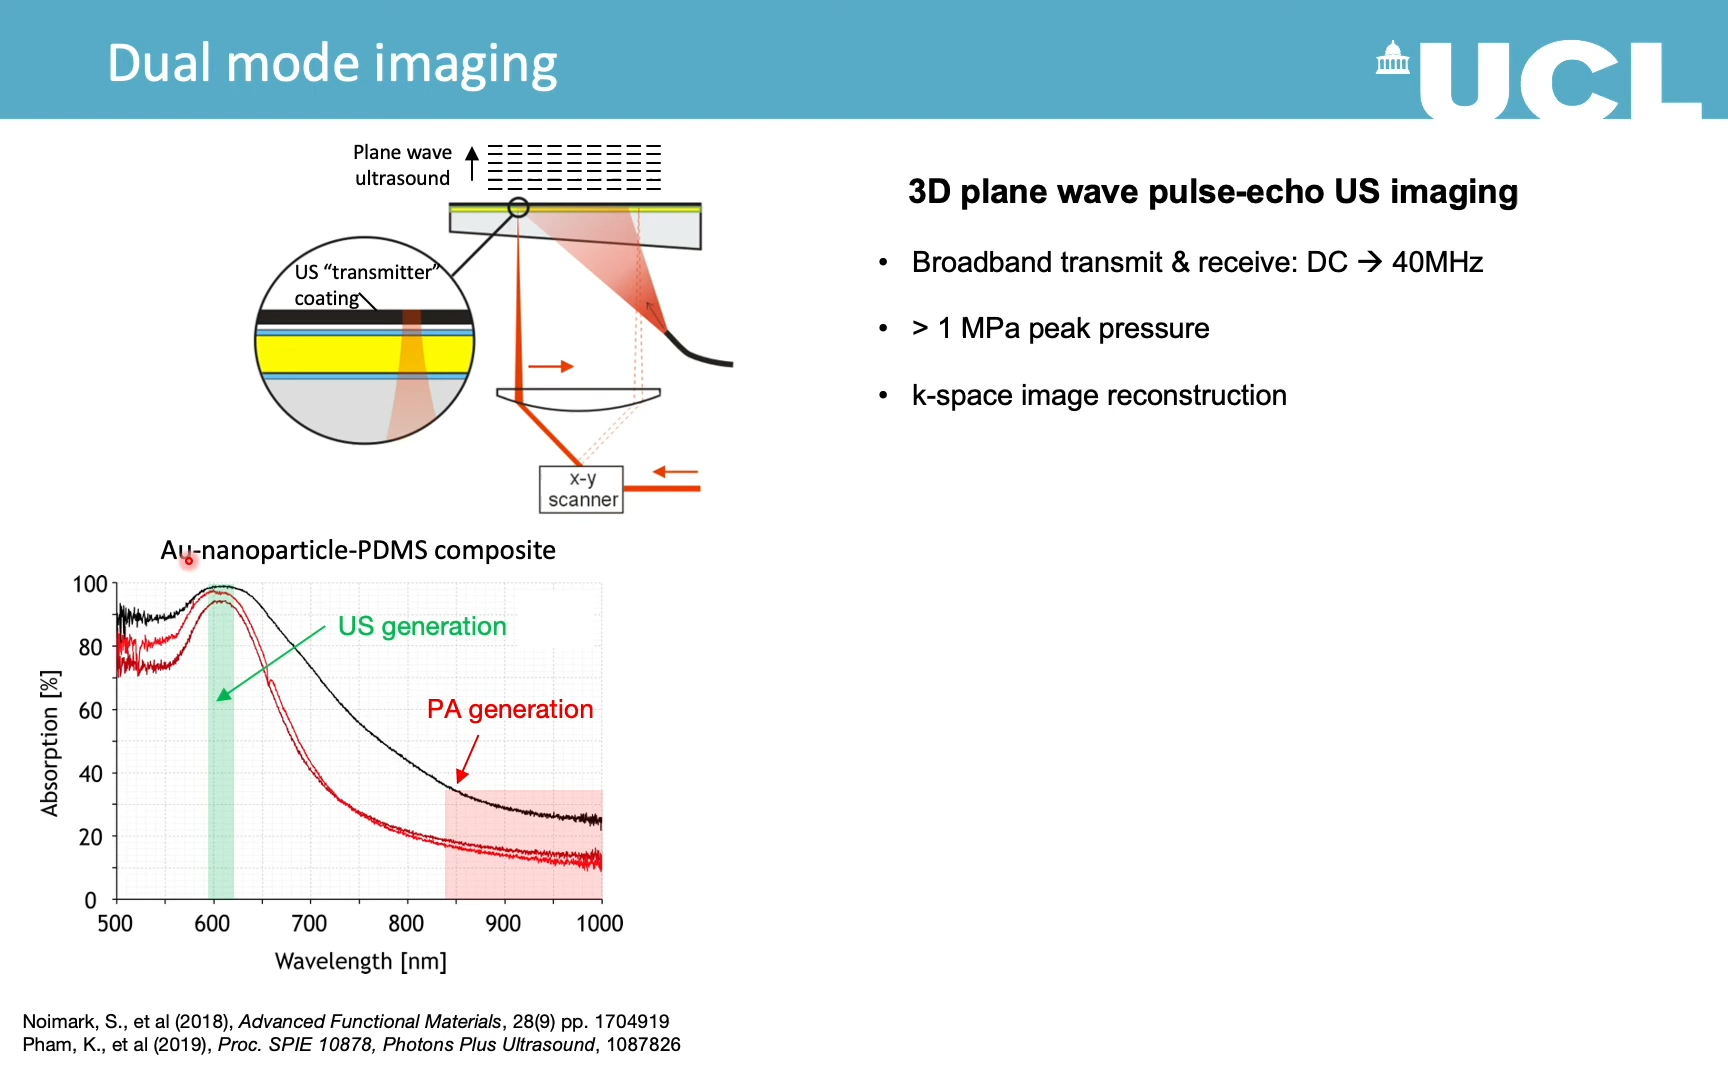 Dual mode imaging
UCL
Plane wave
ultrasound
US “transmitter”
coating
x-y
scanner
3D plane wave pulse-echo US imaging
• Broadband transmit & receive: DC → 40MHz
• > 1 MPa peak pressure
• k-space image reconstruction
Au-nanoparticle-PDMS composite
100
80
60
40
20
0
Absorption [%]
US generation
PA generation
500 600 700 800 900 1000
Wavelength [nm]
Noimark, S., et al (2018), Advanced Functional Materials, 28(9) pp. 1704919
Pham, K., et al (2019), Proc. SPIE 10878, Photons Plus Ultrasound, 1087826